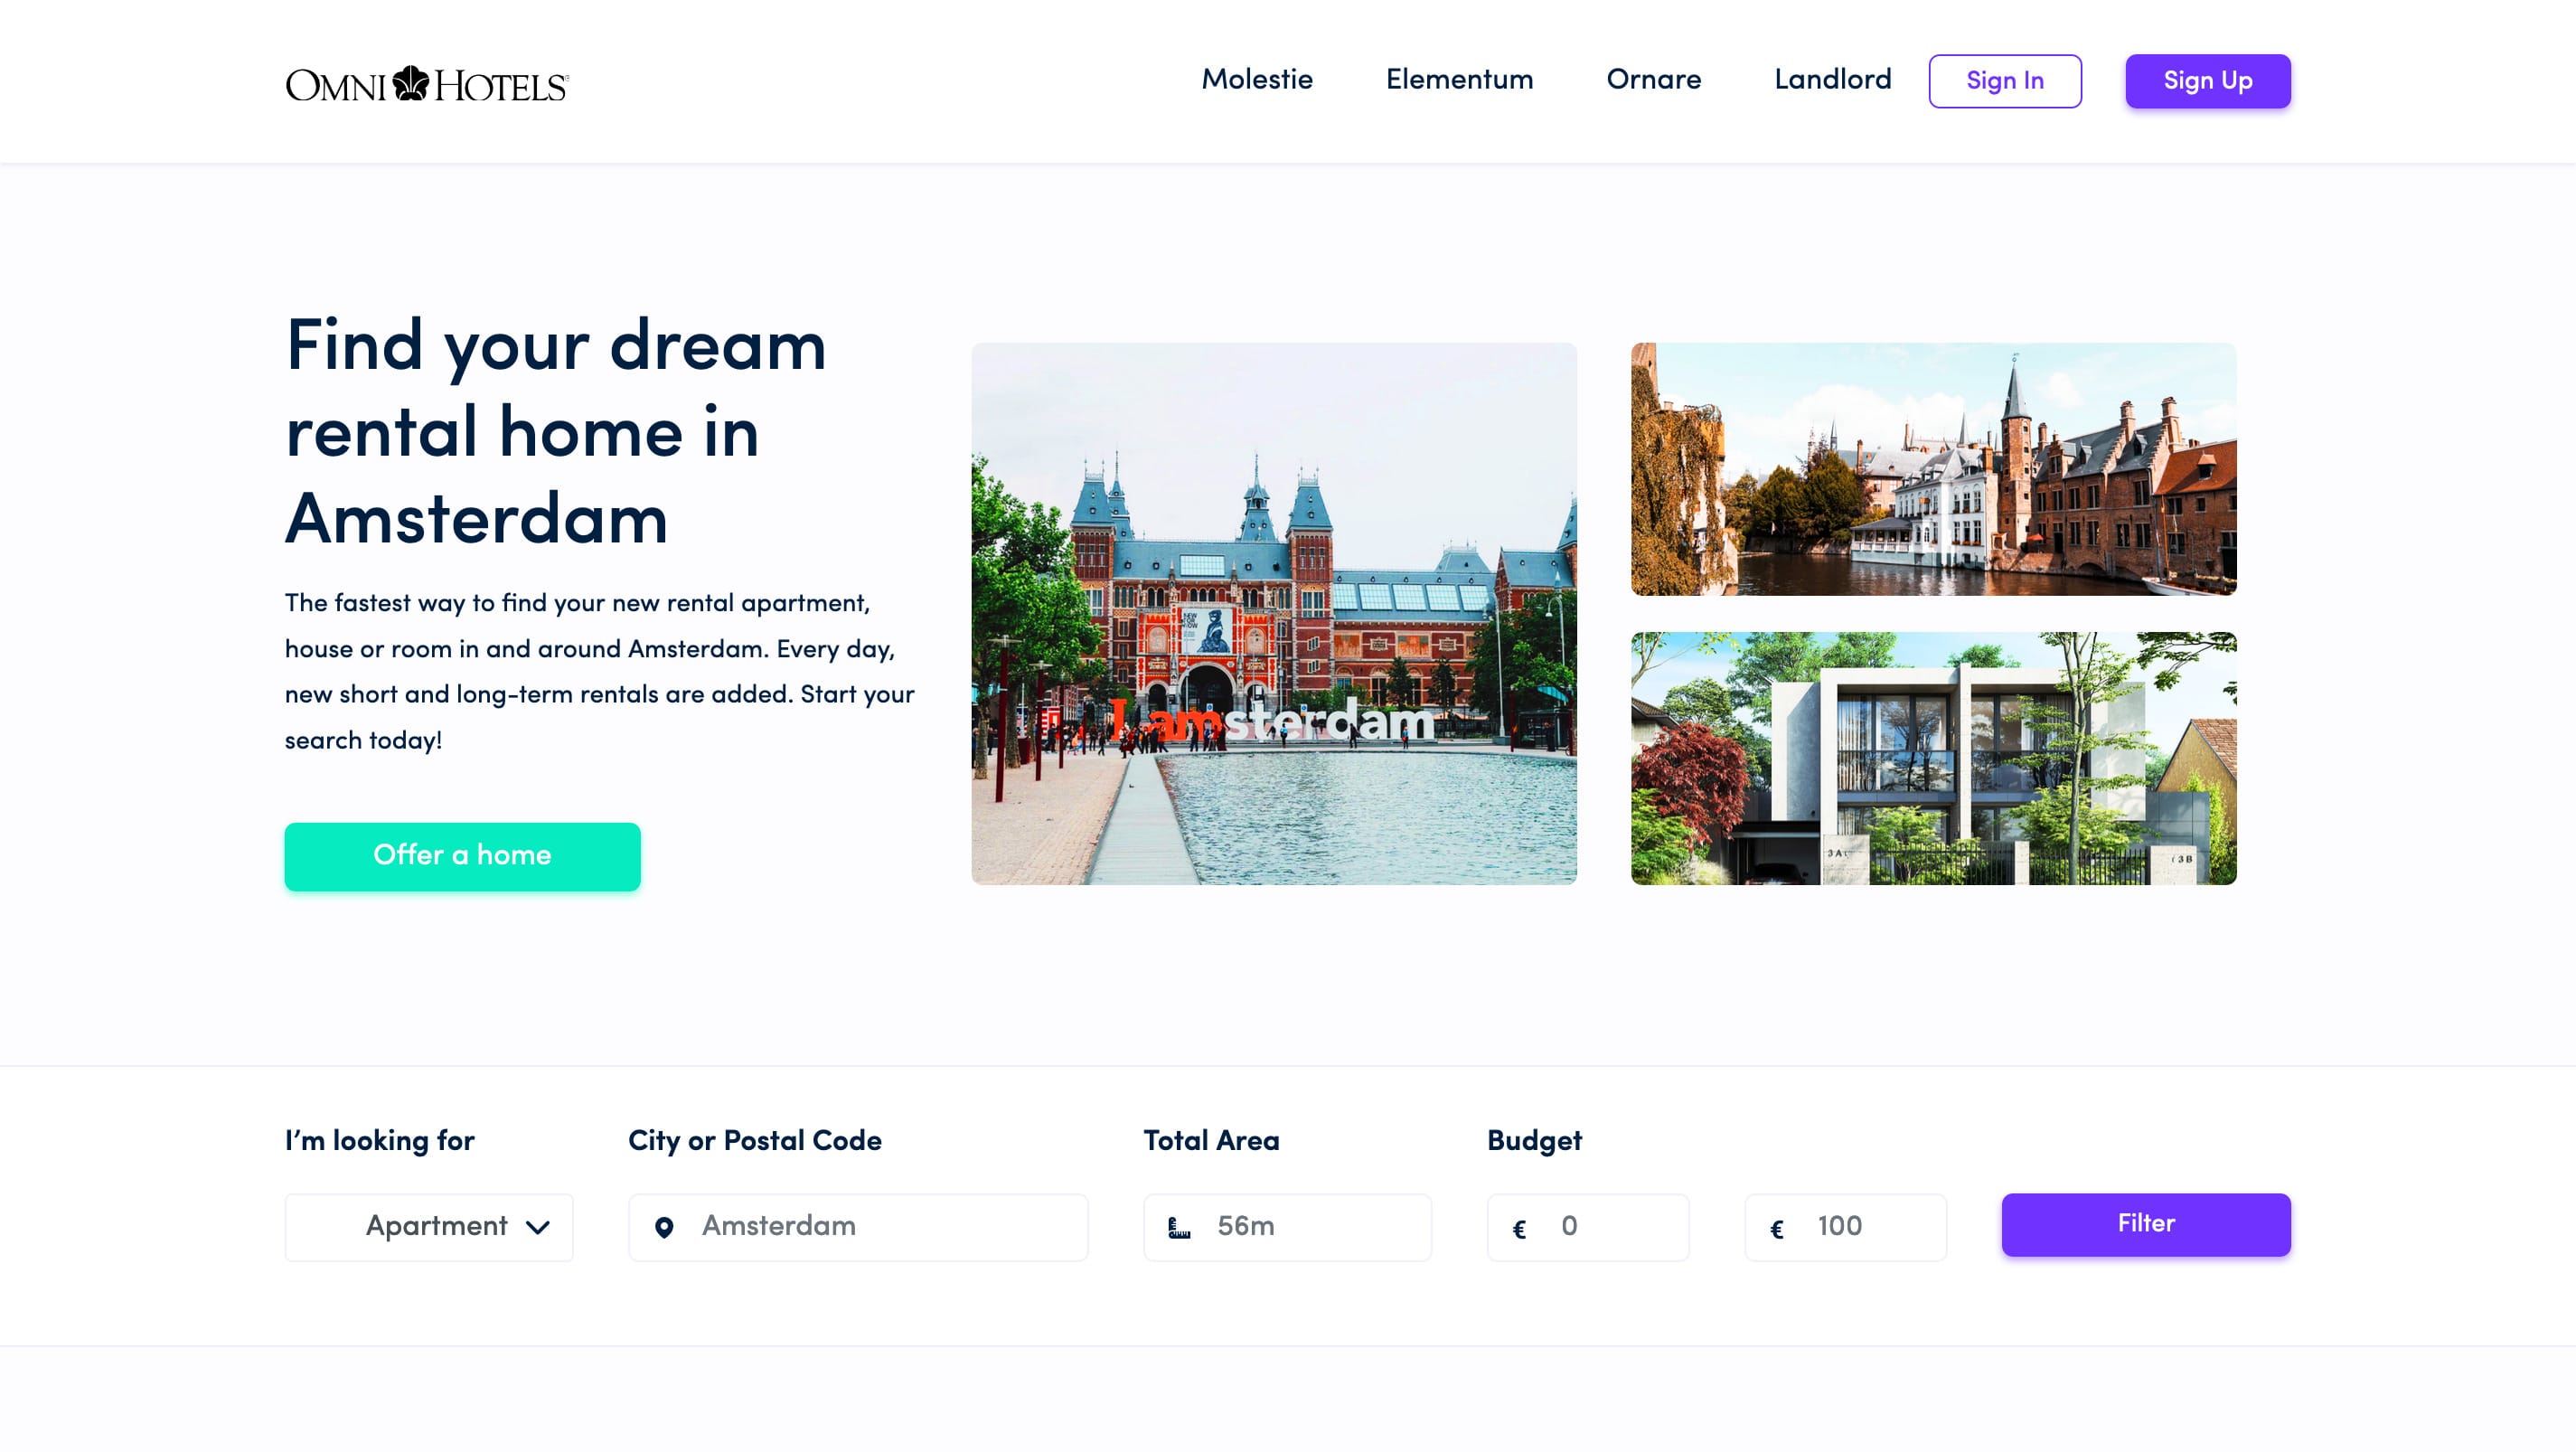 OMNI HOTELS
Molestie
Elementum
Ornare
Landlord
Sign In
Sign Up
Find your dream
rental home in
Amsterdam
The fastest way to find your new rental apartment,
house or room in and around Amsterdam. Every day,
new short and long-term rentals are added. Start your
search today!
Offer a home
I amsterdam
3A
3B
I'm looking for
City or Postal Code
Total Area
Budget
Apartment
Amsterdam
56m
€ 0
€ 100
Filter